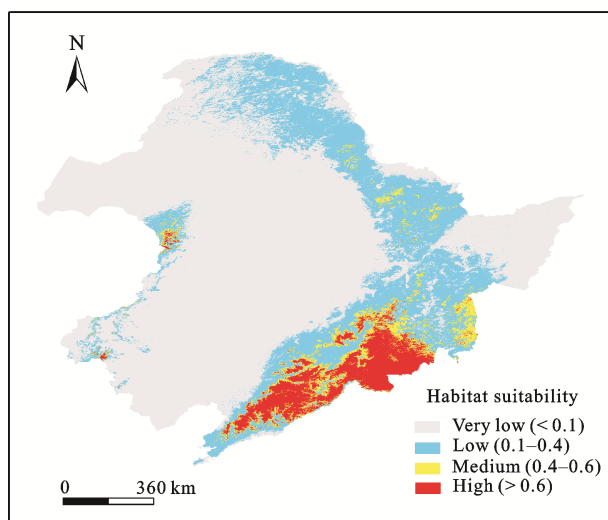 N
Habitat suitability
Very low (< 0.1)
Low (0.1–0.4)
Medium (0.4–0.6)
High (> 0.6)
0 360 km